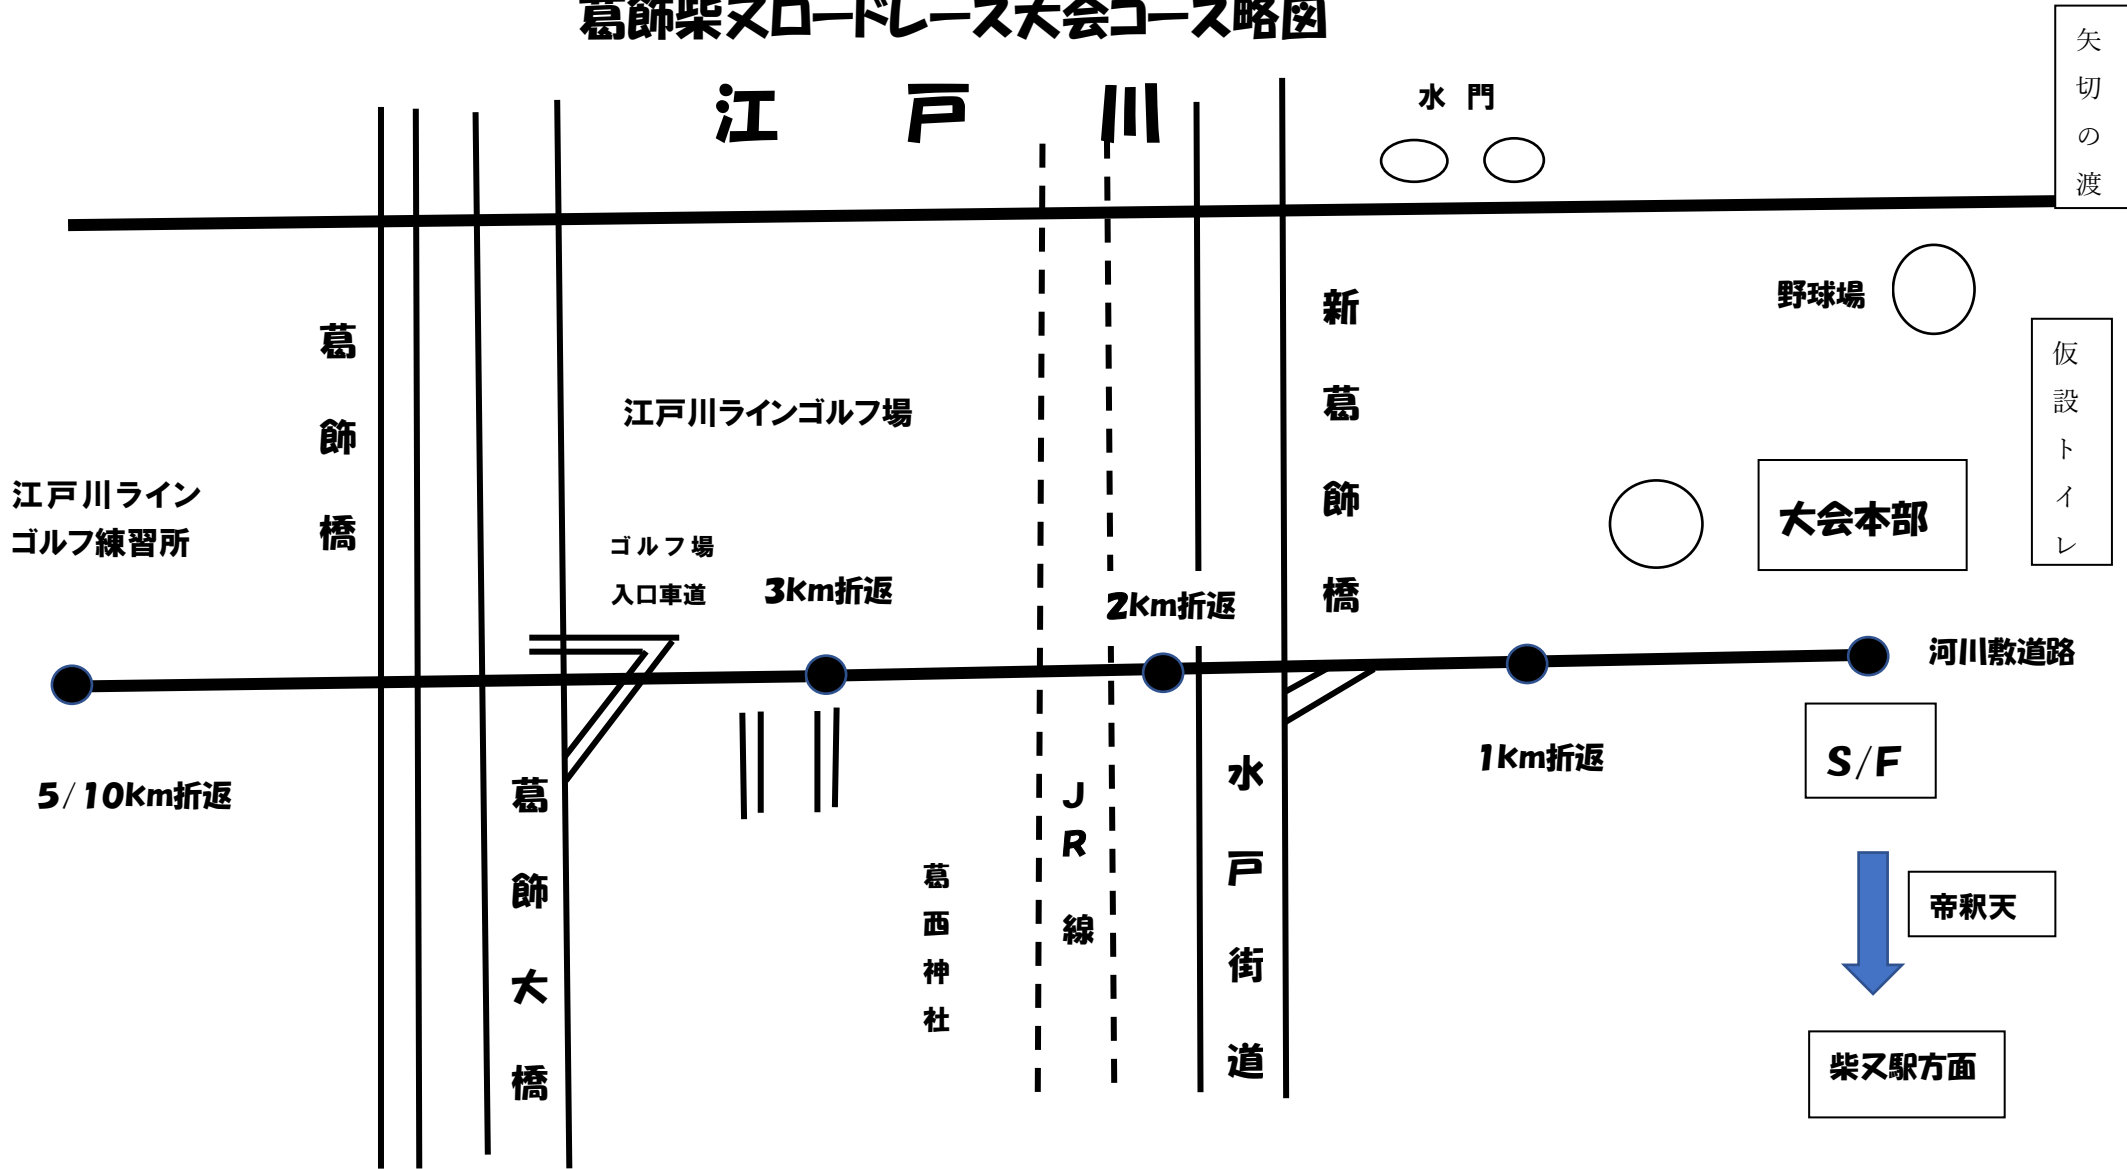 葛飾柴又ロードレース大会コース略図
江戸川
水門
矢切の渡
野球場
新葛飾橋
葛飾橋
仮設トイレ
江戸川ラインゴルフ場
江戸川ライン
ゴルフ練習所
大会本部
ゴルフ場
入口車道
3km折返
2km折返
河川敷道路
5/10km折返
1km折返
S/F
葛飾大橋
JR線
水戸街道
葛西神社
帝釈天
柴又駅方面